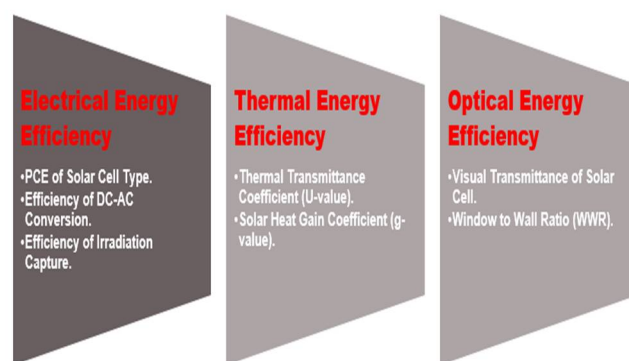 Electrical Energy
Efficiency
•PCE of Solar Cell Type.
•Efficiency of DC-AC
Conversion.
•Efficiency of Irradiation
Capture.
Thermal Energy
Efficiency
•Thermal Transmittance
Coefficient (U-value).
•Solar Heat Gain Coefficient (g-
value).
Optical Energy
Efficiency
•Visual Transmittance of Solar
Cell.
•Window to Wall Ratio (WWR).